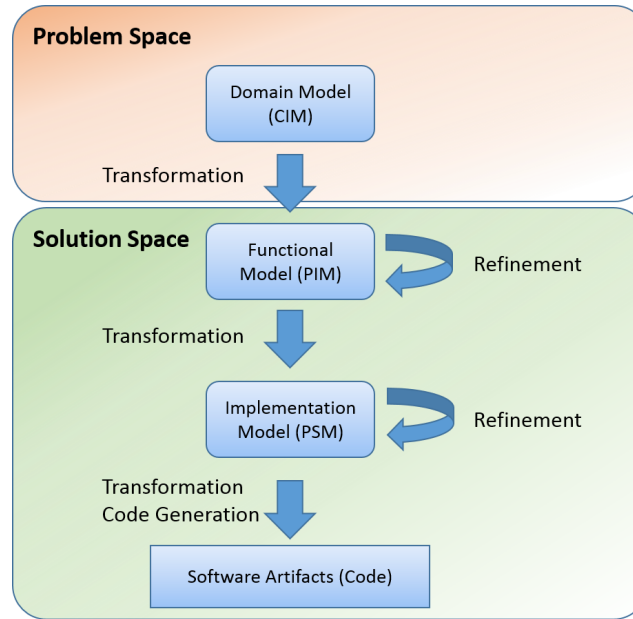 Problem Space
Domain Model
(CIM)
Transformation
Solution Space
Functional
Model (PIM)
Refinement
Transformation
Implementation
Model (PSM)
Refinement
Transformation
Code Generation
Software Artifacts (Code)